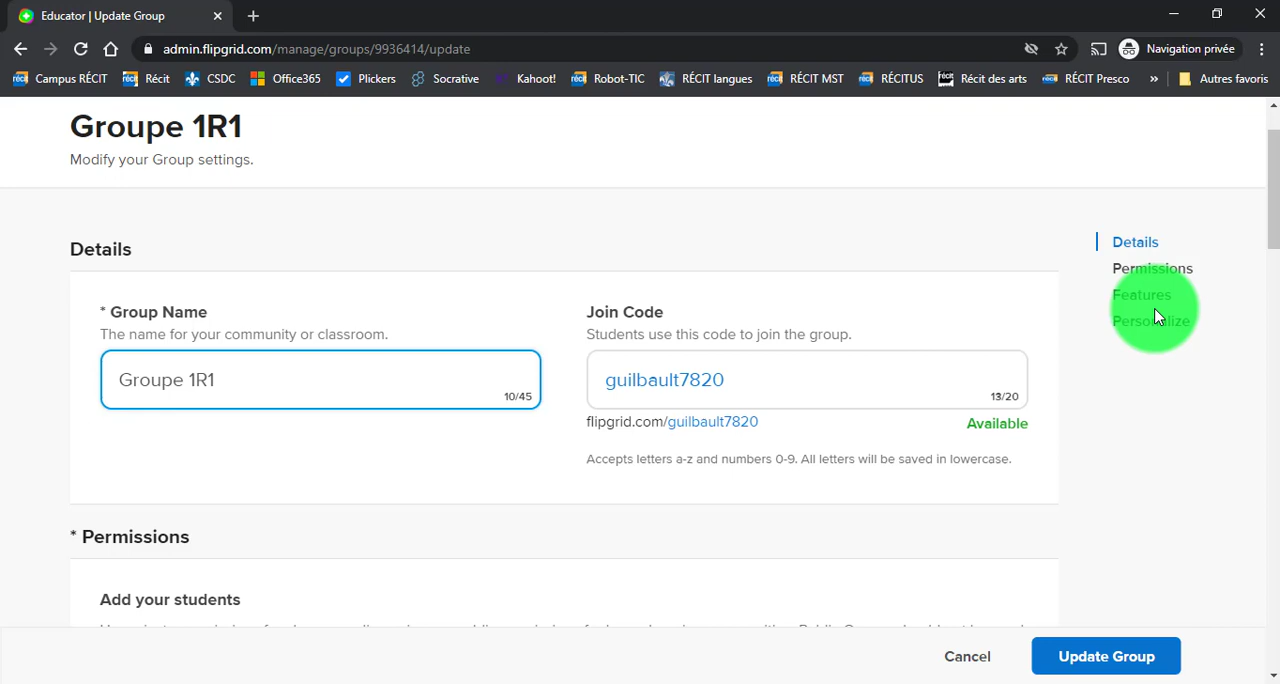 Educator | Update Group
admin.flipgrid.com/manage/groups/9936414/update
Navigation privée
Campus RÉCIT Récit CSDC Office365 Plickers Socrative Kahoot! Robot-TIC RÉCIT langues RÉCIT MST RÉCITUS Récit des arts RÉCIT Presco » Autres favoris
Groupe 1R1
Modify your Group settings.
Details
Details
Permissions
Features
Personalize
* Group Name
The name for your community or classroom.
Groupe 1R1
10/45
Join Code
Students use this code to join the group.
guilbault7820
13/20
flipgrid.com/guilbault7820
Available
Accepts letters a-z and numbers 0-9. All letters will be saved in lowercase.
* Permissions
Add your students
Cancel
Update Group